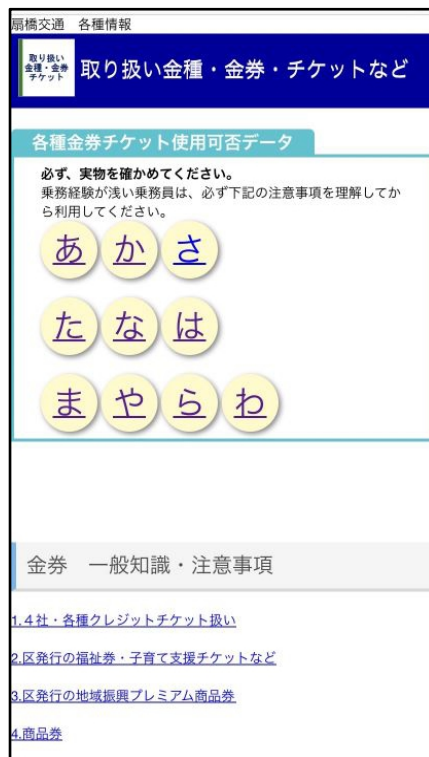 扇橋交通　各種情報
取り扱い
金種・金券
チケット
取り扱い金種・金券・チケットなど
各種金券チケット使用可否データ
必ず、実物を確かめてください。
乗務経験が浅い乗務員は、必ず下記の注意事項を理解してか
ら利用してください。
あ か さ
た な は
ま や ら わ
金券　一般知識・注意事項
1.４社・各種クレジットチケット扱い
2.区発行の福祉券・子育て支援チケットなど
3.区発行の地域振興プレミアム商品券
4.商品券